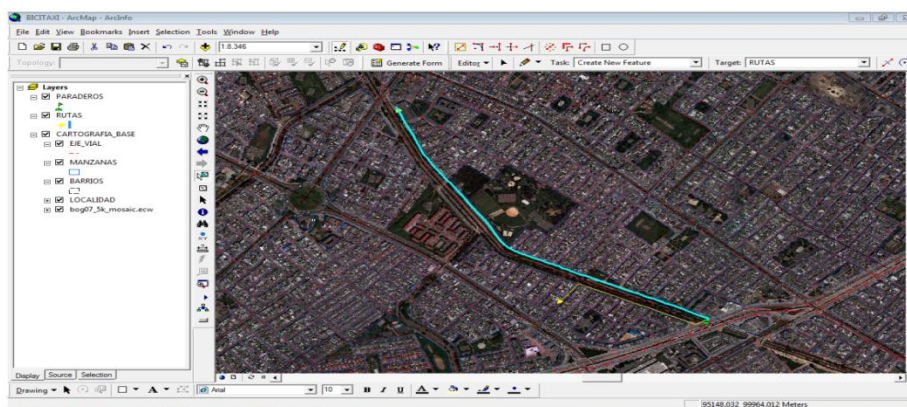 BICITAXI - ArcMap - ArcInfo
File Edit View Bookmarks Insert Selection Tools Window Help
1:8.346
Topology: Generate Form Editor Task: Create New Feature Target: RUTAS
Layers
PARADEROS
RUTAS
CARTOGRAFIA_BASE
EJE_VIAL
MANZANAS
BARRIOS
LOCALIDAD
bog07_5k_mosaic.ecw
Display Source Selection
Drawing A Arial 10 B I U A
95148.032 99964.012 Meters